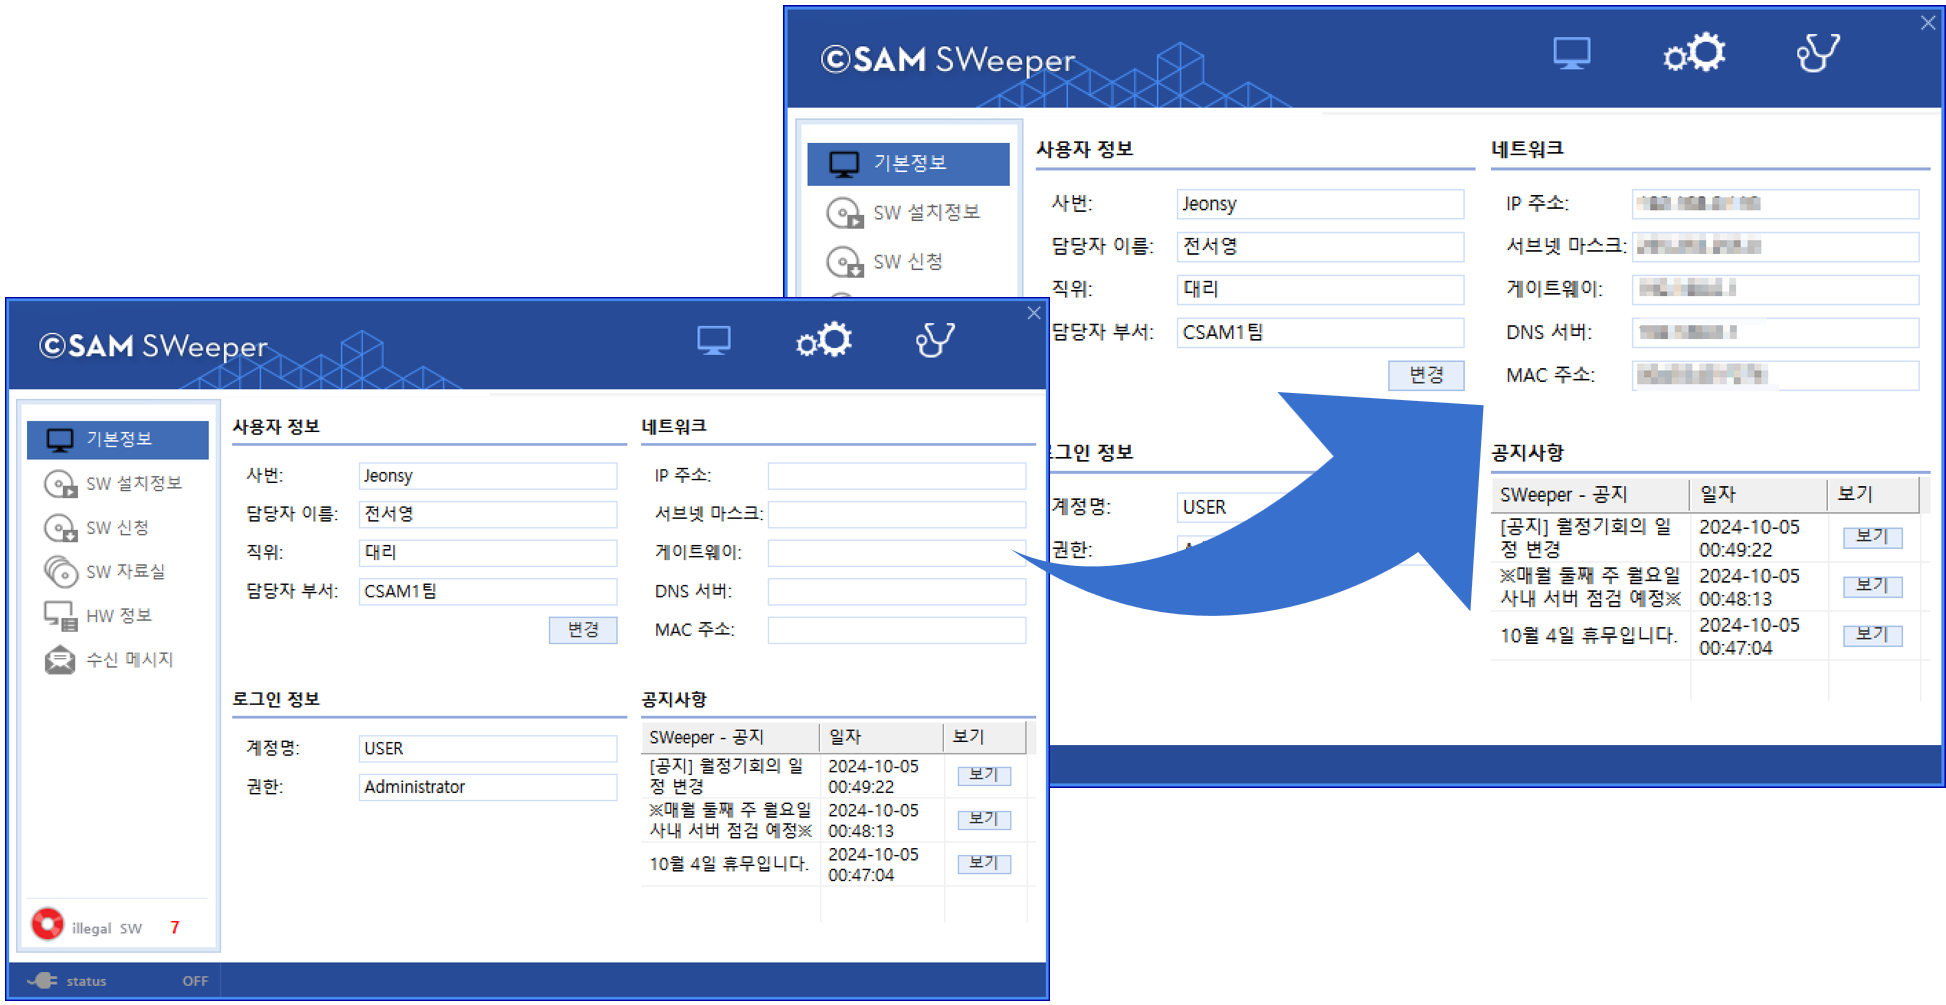 ©SAM SWeeper
기본정보
SW 설치정보
SW 신청
사용자 정보
사번: Jeonsy
담당자 이름: 전서영
직위: 대리
담당자 부서: CSAM1팀
변경
네트워크
IP 주소:
서브넷 마스크:
게이트웨이:
DNS 서버:
MAC 주소:
그인 정보
계정명: USER
권한:
공지사항
SWeeper - 공지 일자 보기
[공지] 월정기회의 일 2024-10-05 보기
정 변경 00:49:22
※매월 둘째 주 월요일 2024-10-05 보기
사내 서버 점검 예정※ 00:48:13
10월 4일 휴무입니다. 2024-10-05 보기
00:47:04
©SAM SWeeper
기본정보
SW 설치정보
SW 신청
SW 자료실
HW 정보
수신 메시지
illegal SW 7
status OFF
사용자 정보
사번: Jeonsy
담당자 이름: 전서영
직위: 대리
담당자 부서: CSAM1팀
변경
네트워크
IP 주소:
서브넷 마스크:
게이트웨이:
DNS 서버:
MAC 주소:
로그인 정보
계정명: USER
권한: Administrator
공지사항
SWeeper - 공지 일자 보기
[공지] 월정기회의 일 2024-10-05 보기
정 변경 00:49:22
※매월 둘째 주 월요일 2024-10-05 보기
사내 서버 점검 예정※ 00:48:13
10월 4일 휴무입니다. 2024-10-05 보기
00:47:04